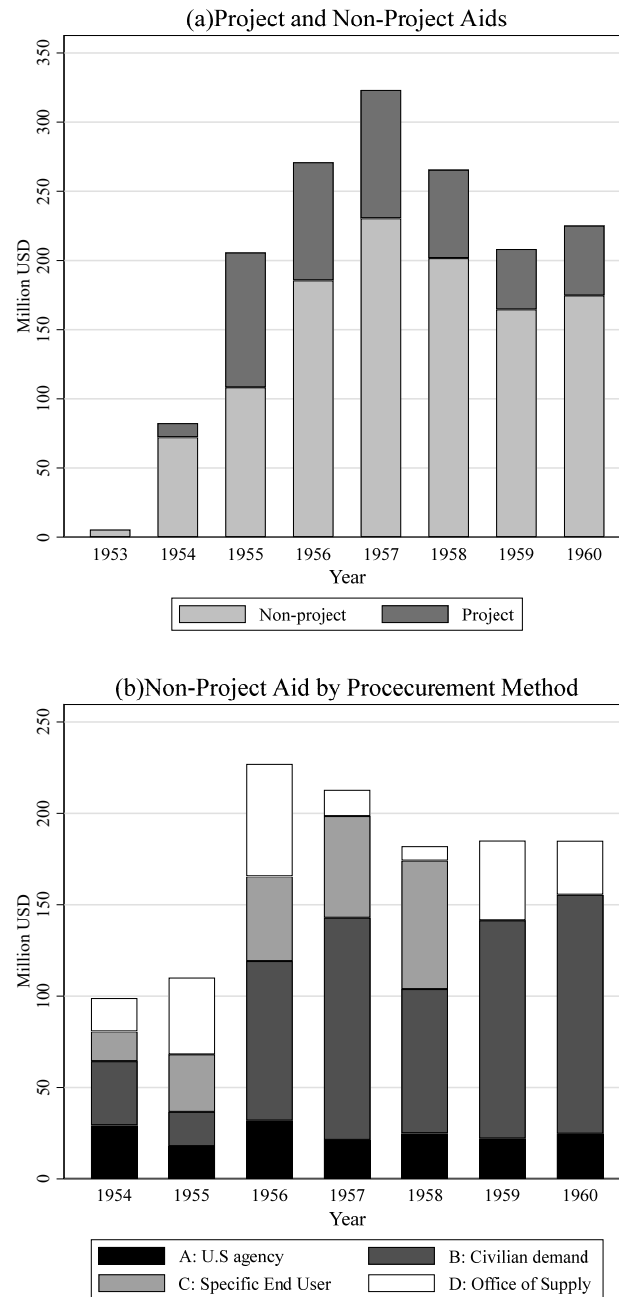 (a)Project and Non-Project Aids
350
300
250
200
150
100
50
0
Million USD
1953 1954 1955 1956 1957 1958 1959 1960
Year
Non-project Project
(b)Non-Project Aid by Procecurement Method
250
200
150
100
50
0
Million USD
1954 1955 1956 1957 1958 1959 1960
Year
A: U.S agency B: Civilian demand
C: Specific End User D: Office of Supply